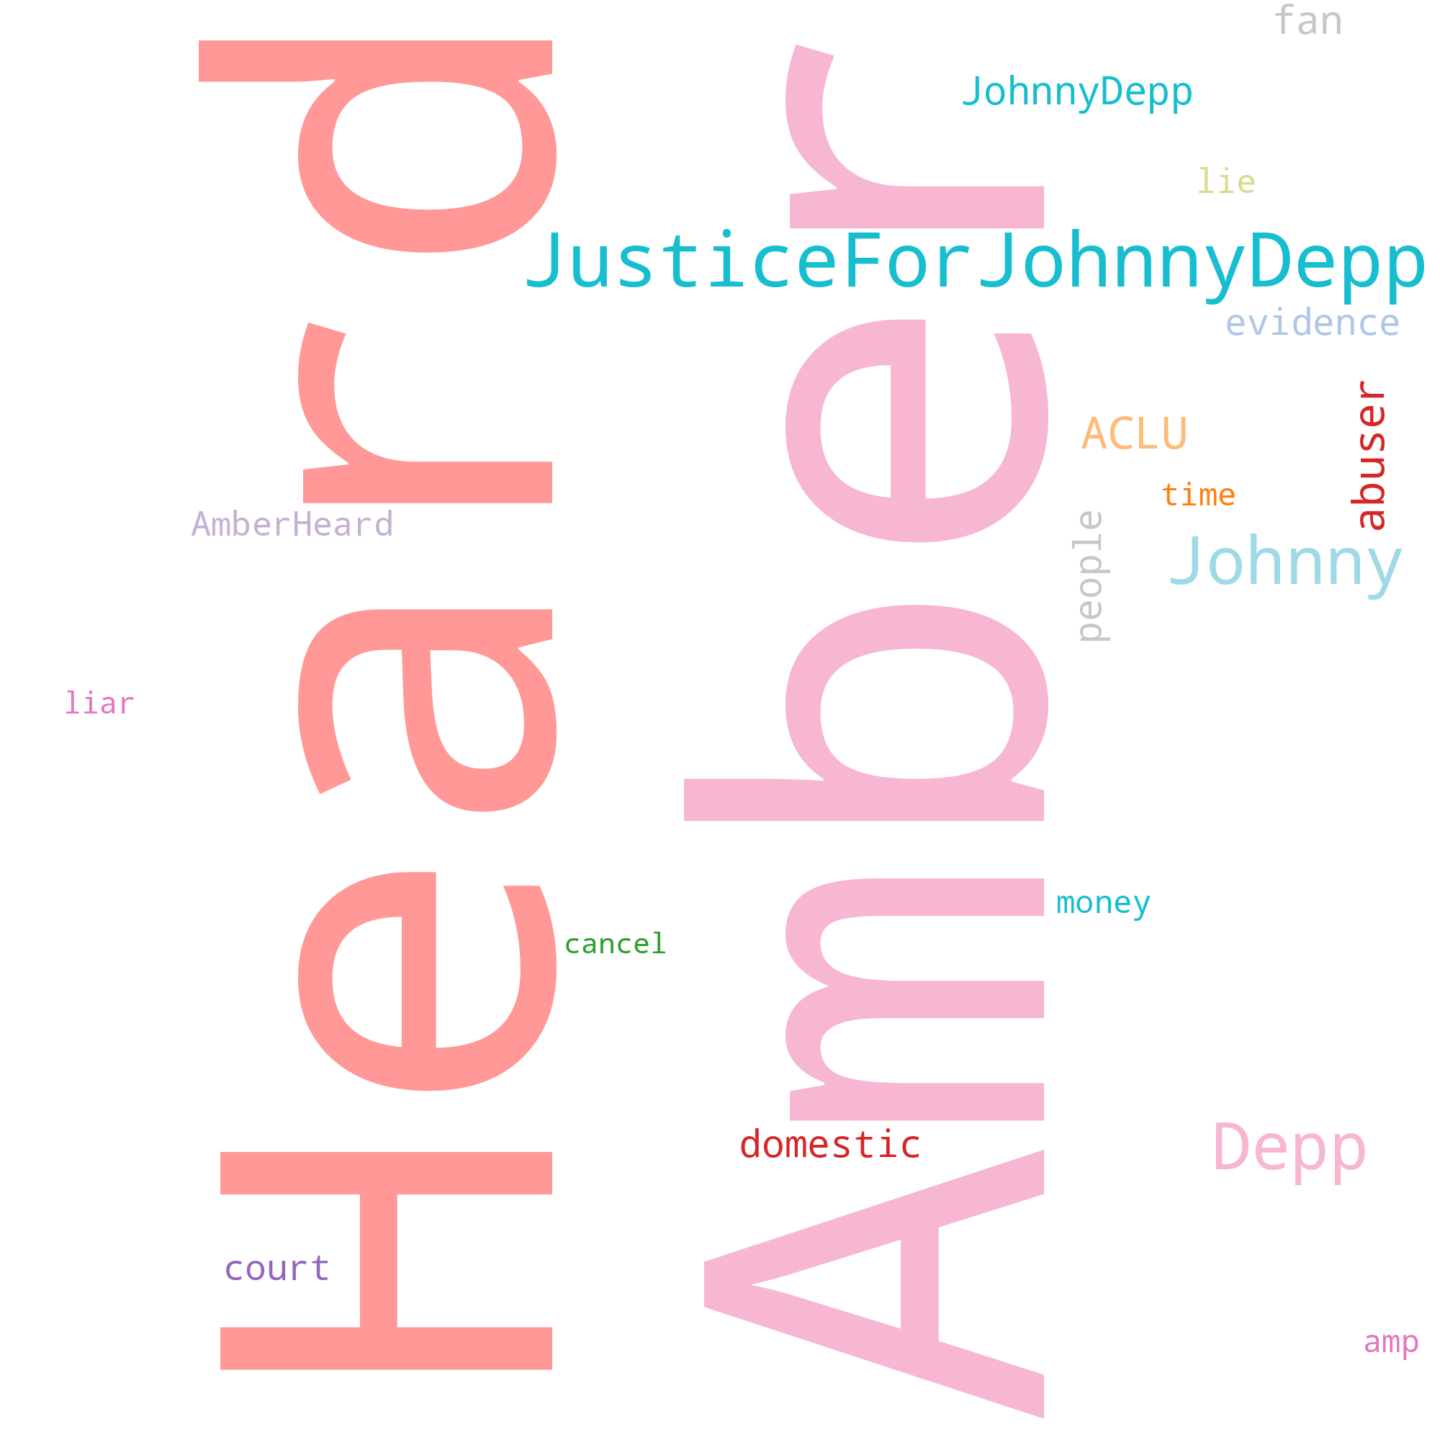 fan
JohnnyDepp
lie
JusticeForJohnnyDepp
evidence
ACLU
abuser
time
AmberHeard
people
Johnny
liar
Heard
Amber
money
cancel
domestic
Depp
court
amp